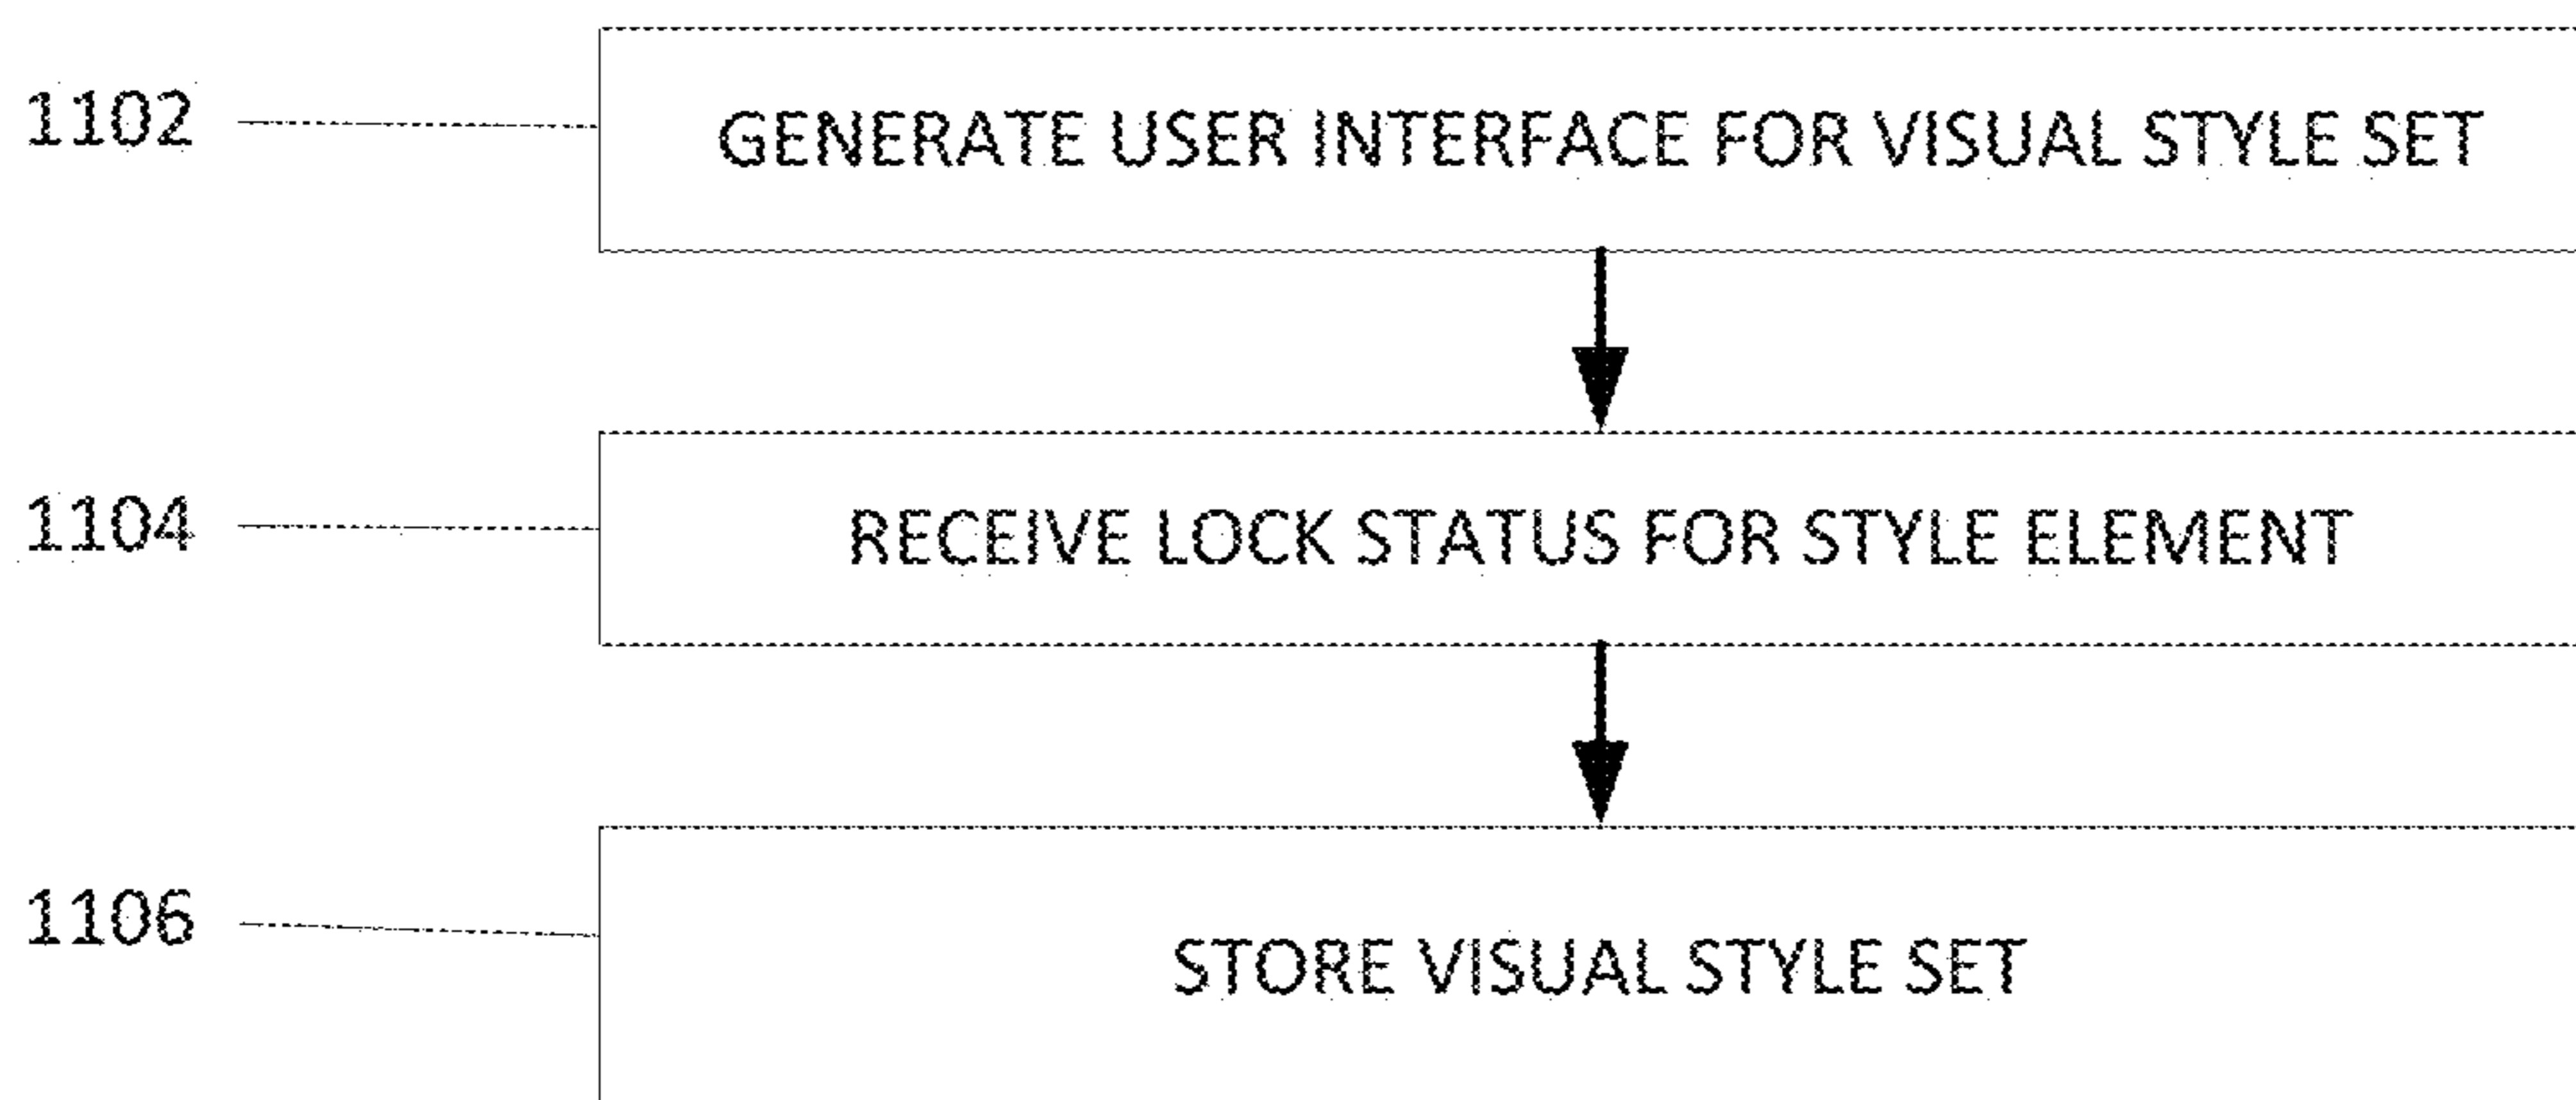 1102
GENERATE USER INTERFACE FOR VISUAL STYLE SET
1104
RECEIVE LOCK STATUS FOR STYLE ELEMENT
1106
STORE VISUAL STYLE SET